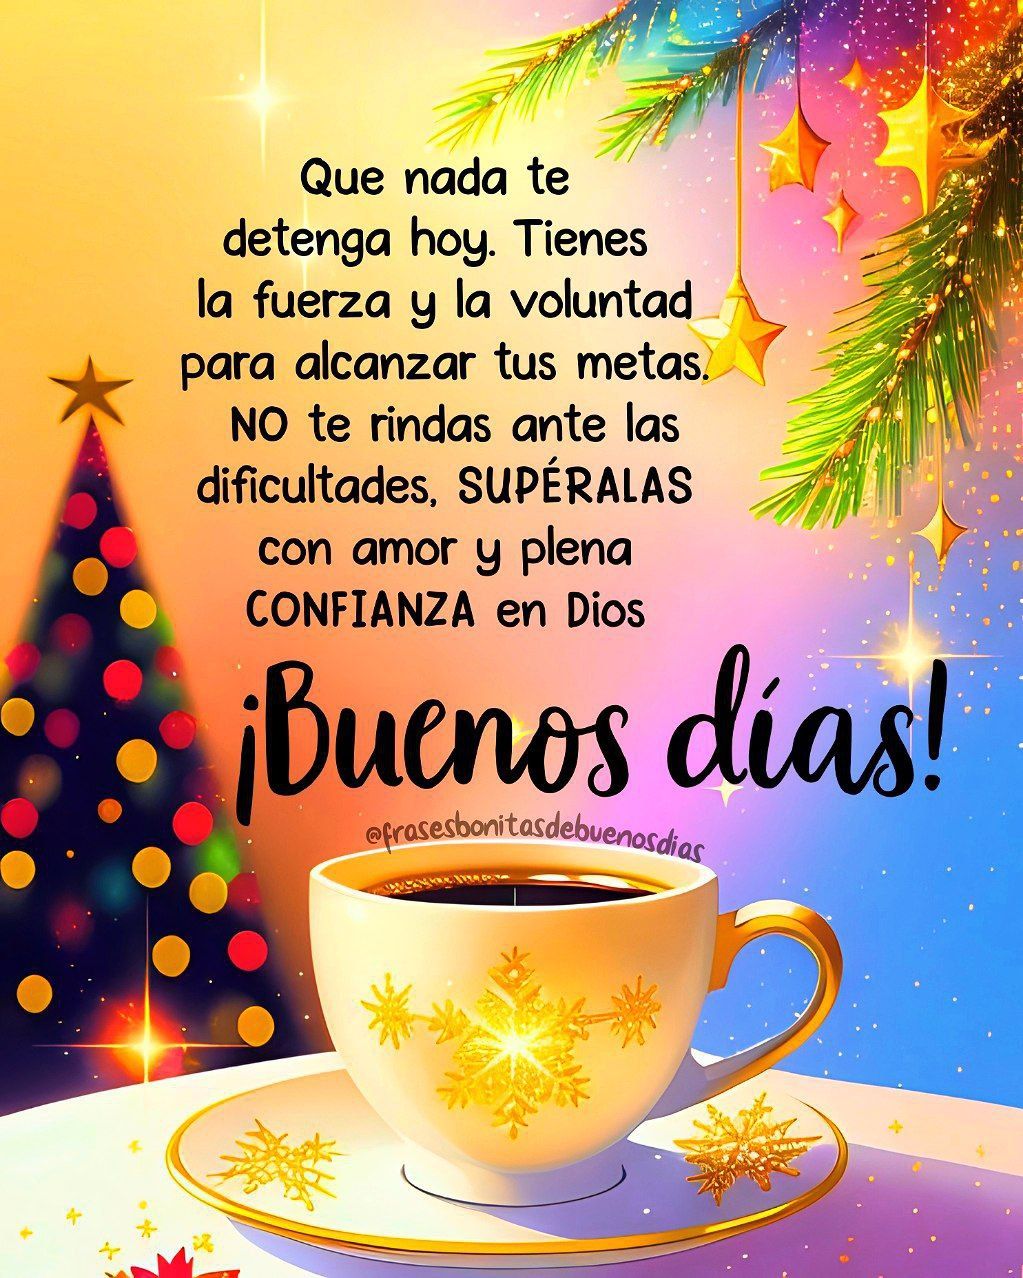 Que nada te
detenga hoy. Tienes
la fuerza y la voluntad
para alcanzar tus metas.
NO te rindas ante las
dificultades, SUPÉRALAS
con amor y plena
CONFIANZA en Dios
¡Buenos días!
@frasesbonitasdebuenosdias